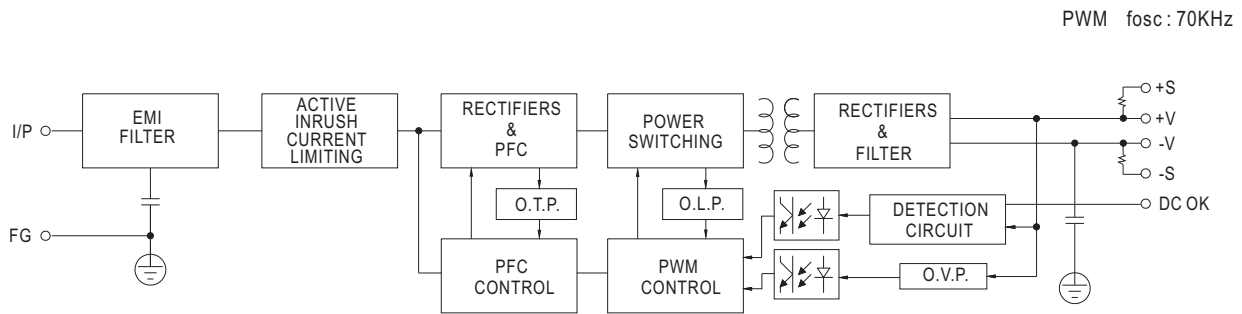 PWM fosc : 70KHz
I/P
EMI
FILTER
ACTIVE
INRUSH
CURRENT
LIMITING
RECTIFIERS
&
PFC
POWER
SWITCHING
RECTIFIERS
&
FILTER
+S
+V
-V
-S
DC OK
O.T.P.
O.L.P.
DETECTION
CIRCUIT
FG
PFC
CONTROL
PWM
CONTROL
O.V.P.